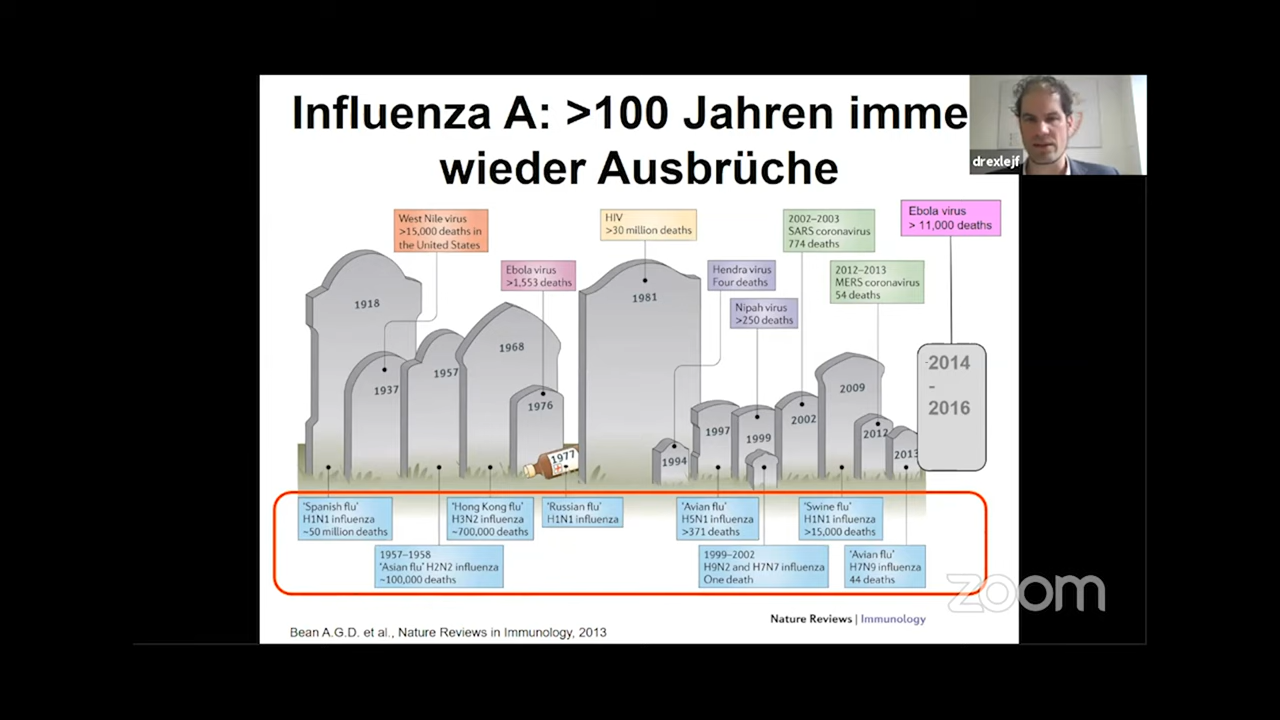 Influenza A: >100 Jahren imme
wieder Ausbrüche
drexlejf
West Nile virus
>15,000 deaths in
the United States
HIV
>30 million deaths
2002–2003
SARS coronavirus
774 deaths
Ebola virus
> 11,000 deaths
Ebola virus
>1,553 deaths
Hendra virus
Four deaths
2012–2013
MERS coronavirus
54 deaths
Nipah virus
>250 deaths
1918
1937
1957
1968
1976
1977
1981
1994
1997
1999
2002
2009
2012
2013
2014
-
2016
'Spanish flu'
H1N1 influenza
~50 million deaths
'Hong Kong flu'
H3N2 influenza
~700,000 deaths
'Russian flu'
H1N1 influenza
'Avian flu'
H5N1 influenza
>371 deaths
'Swine flu'
H1N1 influenza
>15,000 deaths
1957–1958
'Asian flu' H2N2 influenza
~100,000 deaths
1999–2002
H9N2 and H7N7 influenza
One death
'Avian flu'
H7N9 influenza
44 deaths
zoom
Nature Reviews | Immunology
Bean A.G.D. et al., Nature Reviews in Immunology, 2013